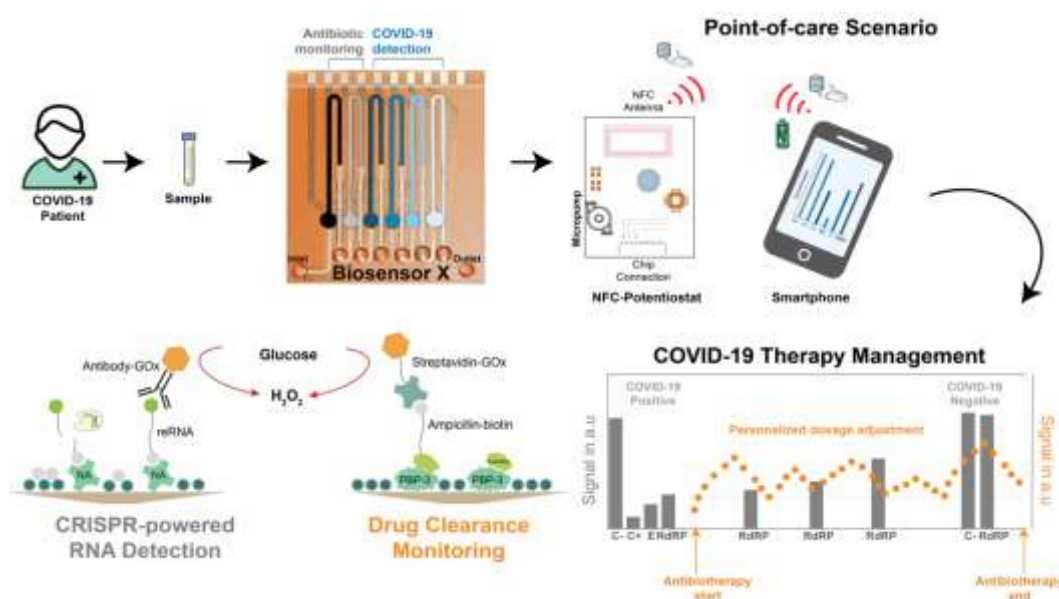 Point-of-care Scenario
Antibiotic
monitoring
COVID-19
detection
COVID-19
Patient
Sample
Inlet
Outlet
Biosensor X
NFC
Antenna
Micropump
Chip
Connection
NFC-Potentiostat
Smartphone
Antibody-GOx
Glucose
H₂O₂
Streptavidin-GOx
reRNA
Ampicillin-biotin
NA
NA
PBP-3
PBP-3
CRISPR-powered
RNA Detection
Drug Clearance
Monitoring
COVID-19 Therapy Management
COVID-19
Positive
COVID-19
Negative
Personalized dosage adjustment
Signal in a.u
Signal in a.u
C- C+ E RdRP
RdRP
RdRP
RdRP
C- RdRP
Antibiotherapy
start
Antibiotherapy
end